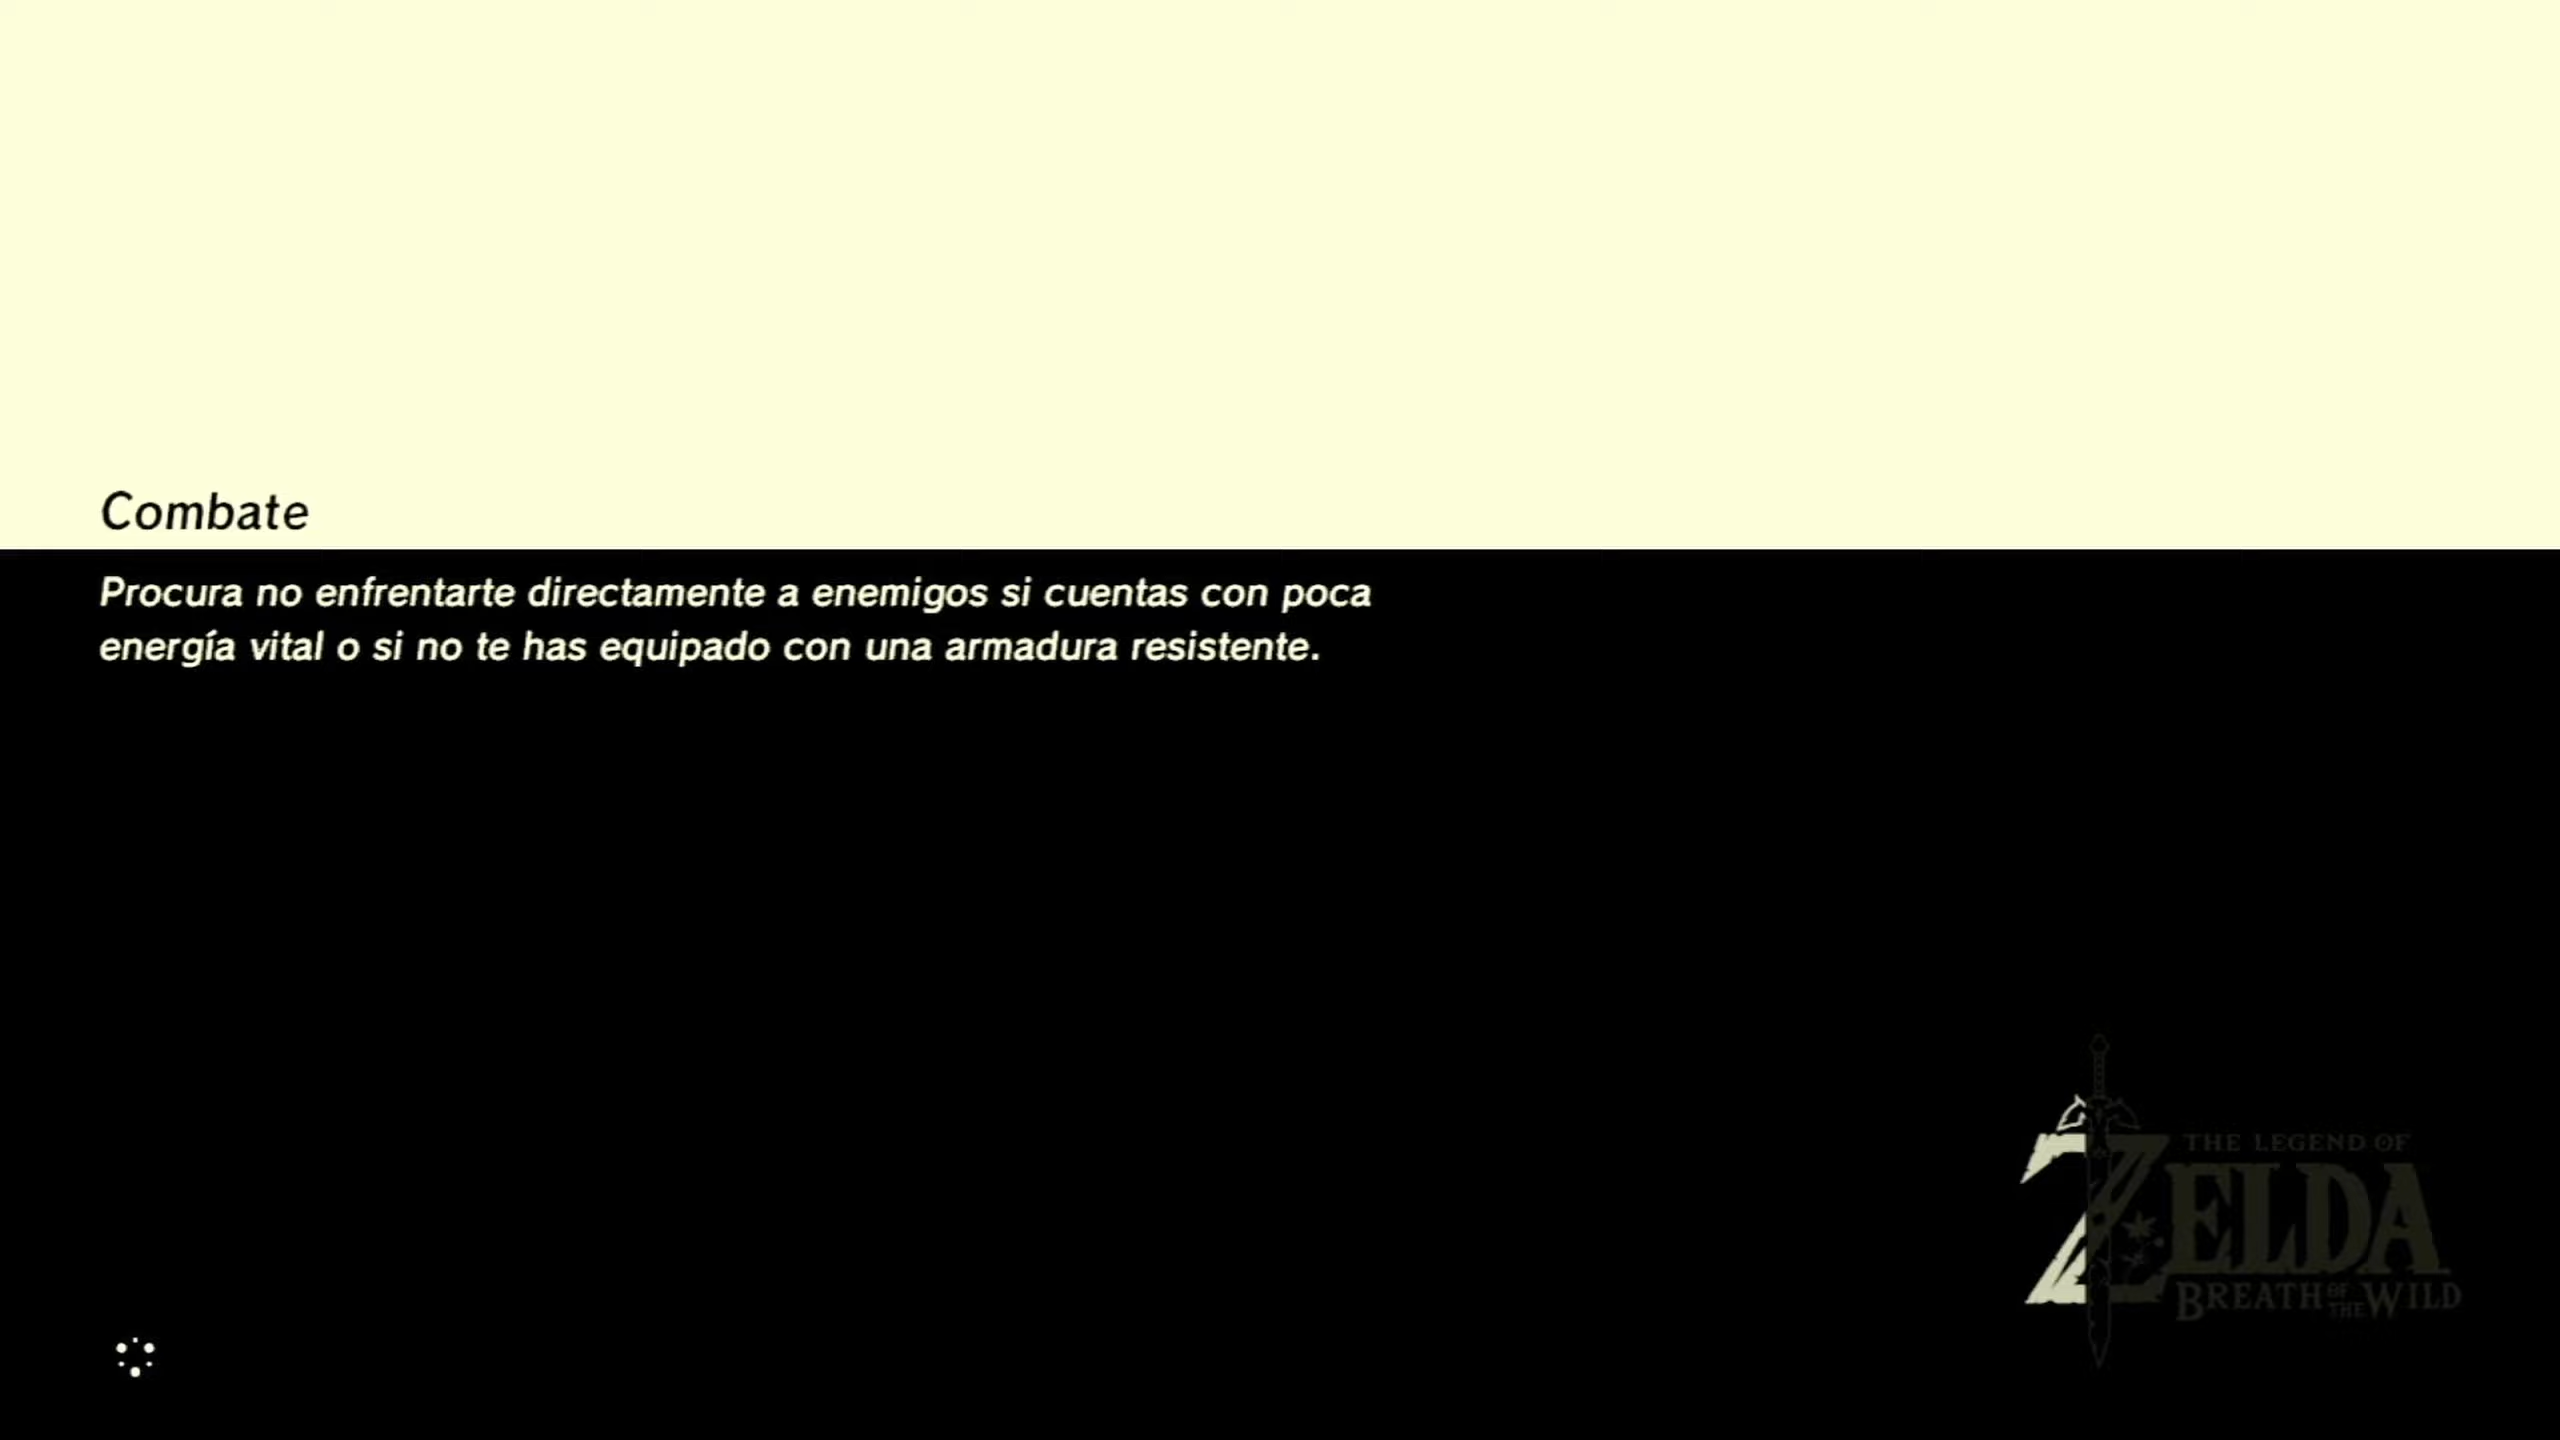 Combate
Procura no enfrentarte directamente a enemigos si cuentas con poca
energía vital o si no te has equipado con una armadura resistente.
THE LEGEND OF
ZELDA
BREATH OF THE WILD